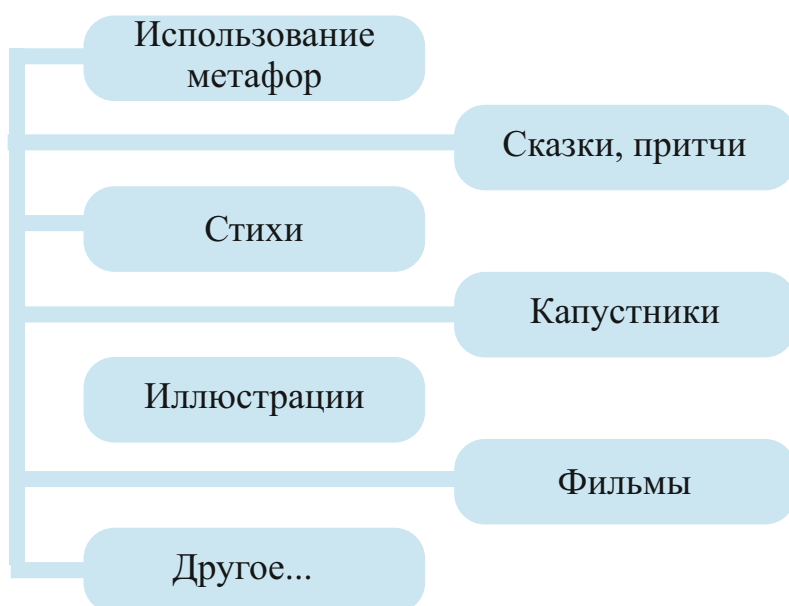 Использование
метафор
Сказки, притчи
Стихи
Капустники
Иллюстрации
Фильмы
Другое...